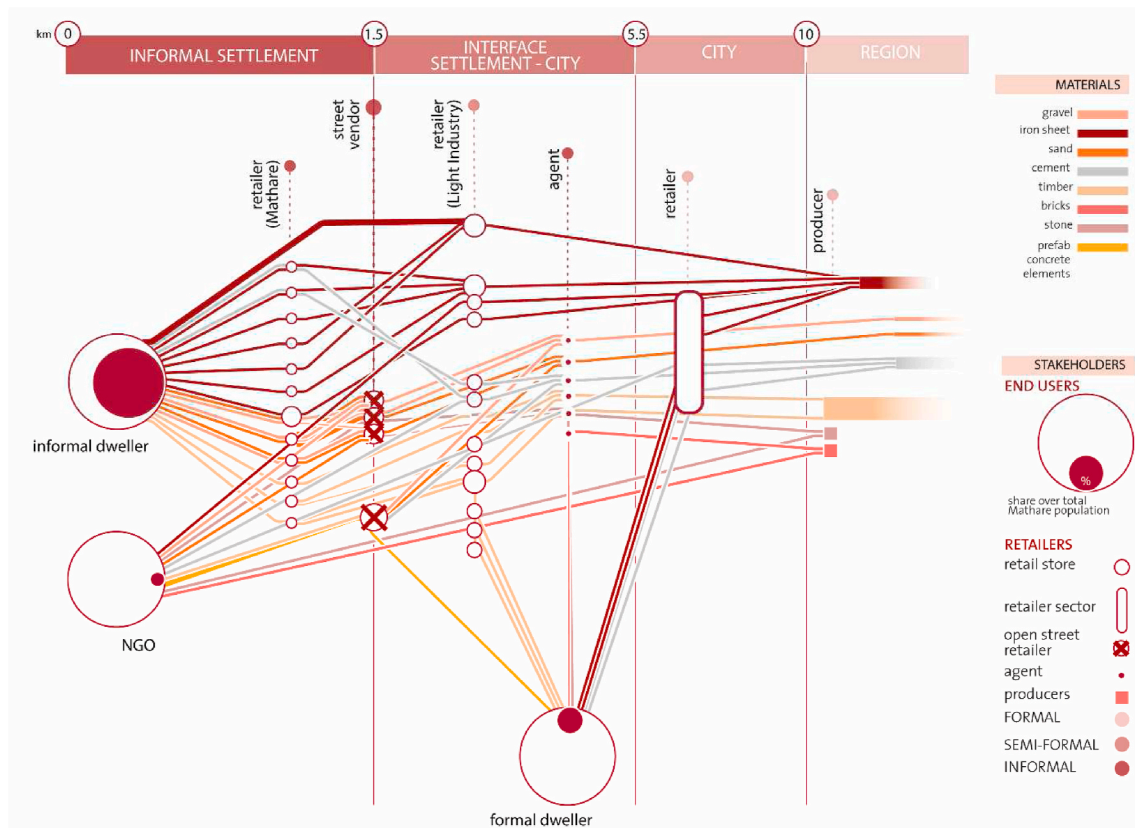 km 0 1.5 5.5 10
INFORMAL SETTLEMENT
INTERFACE
SETTLEMENT - CITY
CITY
REGION
retailer
(Mathare)
street
vendor
retailer
(Light Industry)
agent
retailer
producer
informal dweller
NGO
formal dweller
MATERIALS
gravel
iron sheet
sand
cement
timber
bricks
stone
prefab
concrete
elements
STAKEHOLDERS
END USERS
%
share over total
Mathare population
RETAILERS
retail store
retailer sector
open street
retailer
agent
producers
FORMAL
SEMI-FORMAL
INFORMAL